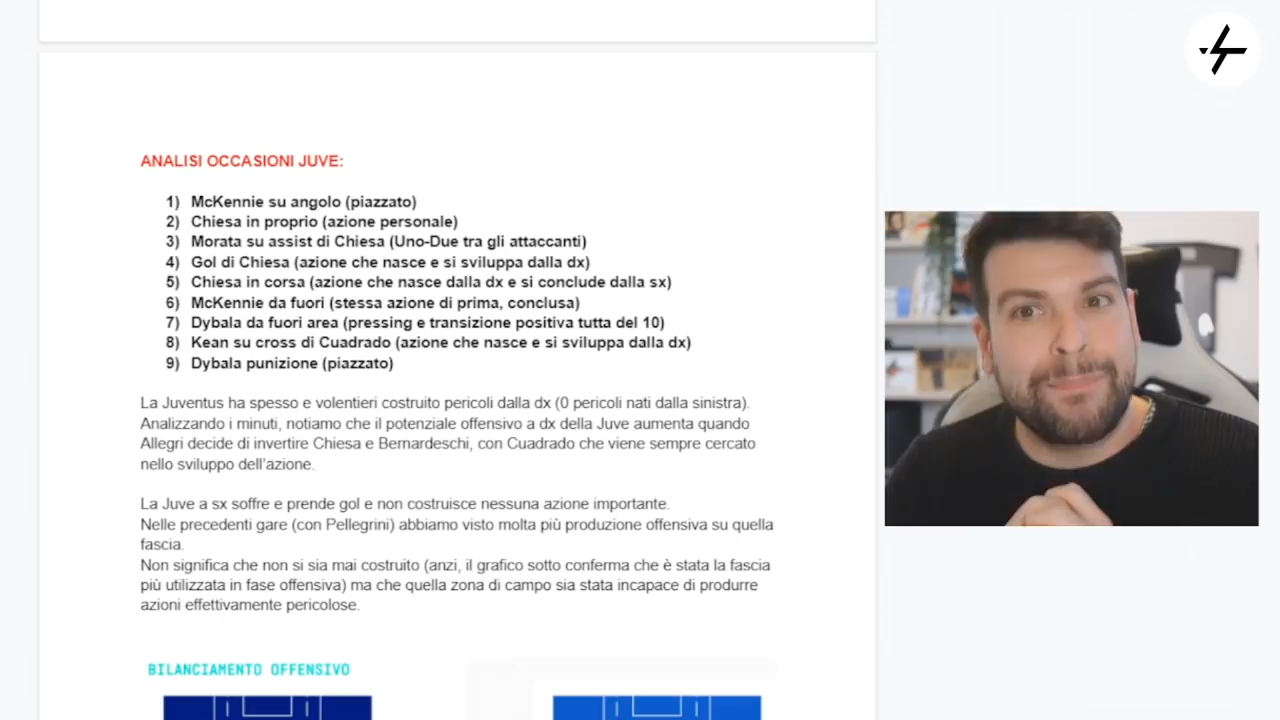 ANALISI OCCASIONI JUVE:
1) McKennie su angolo (piazzato)
2) Chiesa in proprio (azione personale)
3) Morata su assist di Chiesa (Uno-Due tra gli attaccanti)
4) Gol di Chiesa (azione che nasce e si sviluppa dalla dx)
5) Chiesa in corsa (azione che nasce dalla dx e si conclude dalla sx)
6) McKennie da fuori (stessa azione di prima, conclusa)
7) Dybala da fuori area (pressing e transizione positiva tutta del 10)
8) Kean su cross di Cuadrado (azione che nasce e si sviluppa dalla dx)
9) Dybala punizione (piazzato)
La Juventus ha spesso e volentieri costruito pericoli dalla dx (0 pericoli nati dalla sinistra).
Analizzando i minuti, notiamo che il potenziale offensivo a dx della Juve aumenta quando
Allegri decide di invertire Chiesa e Bernardeschi, con Cuadrado che viene sempre cercato
nello sviluppo dell'azione.
La Juve a sx soffre e prende gol e non costruisce nessuna azione importante.
Nelle precedenti gare (con Pellegrini) abbiamo visto molta più produzione offensiva su quella
fascia.
Non significa che non si sia mai costruito (anzi, il grafico sotto conferma che è stata la fascia
più utilizzata in fase offensiva) ma che quella zona di campo sia stata incapace di produrre
azioni effettivamente pericolose.
BILANCIAMENTO OFFENSIVO